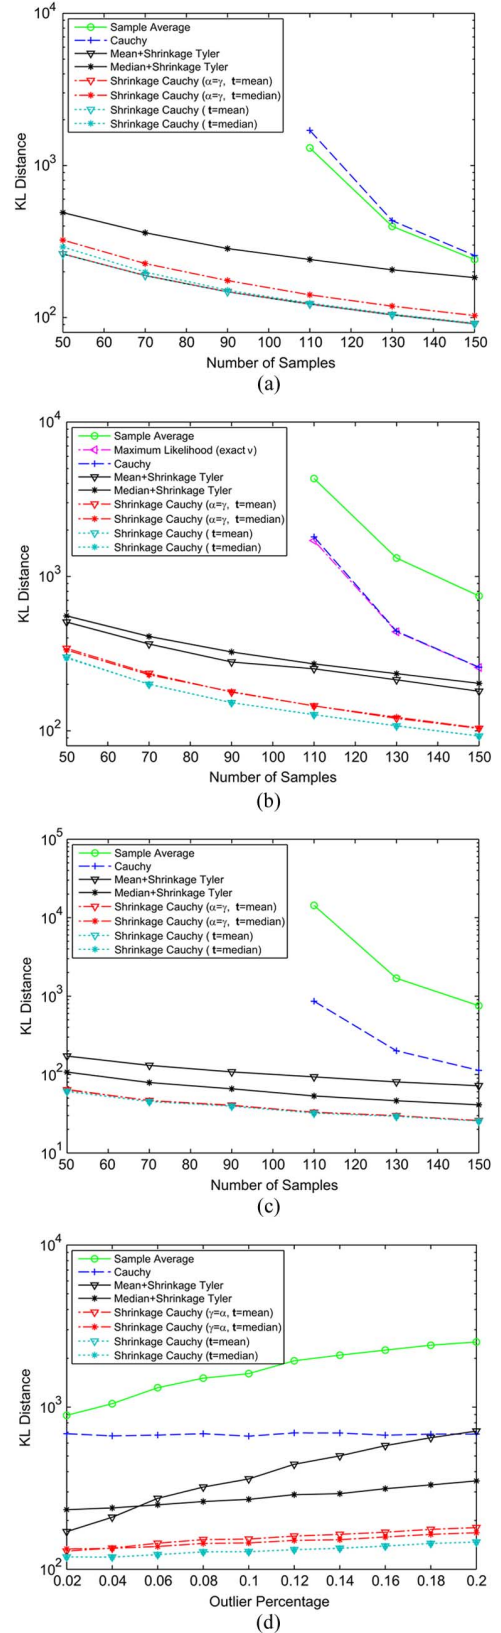 10^4
Sample Average
Cauchy
Mean+Shrinkage Tyler
Median+Shrinkage Tyler
Shrinkage Cauchy (α=γ, t=mean)
Shrinkage Cauchy (α=γ, t=median)
Shrinkage Cauchy ( t=mean)
Shrinkage Cauchy ( t=median)
KL Distance
10^3
10^2
50 60 70 80 90 100 110 120 130 140 150
Number of Samples
(a)
10^4
Sample Average
Maximum Likelihood (exact ν)
Cauchy
Mean+Shrinkage Tyler
Median+Shrinkage Tyler
Shrinkage Cauchy (α=γ, t=mean)
Shrinkage Cauchy (α=γ, t=median)
Shrinkage Cauchy ( t=mean)
Shrinkage Cauchy ( t=median)
KL Distance
10^3
10^2
50 60 70 80 90 100 110 120 130 140 150
Number of Samples
(b)
10^5
Sample Average
Cauchy
Mean+Shrinkage Tyler
Median+Shrinkage Tyler
Shrinkage Cauchy (α=γ, t=mean)
Shrinkage Cauchy (α=γ, t=median)
Shrinkage Cauchy ( t=mean)
Shrinkage Cauchy ( t=median)
10^4
KL Distance
10^3
10^2
10^1
50 60 70 80 90 100 110 120 130 140 150
Number of Samples
(c)
10^4
Sample Average
Cauchy
Mean+Shrinkage Tyler
Median+Shrinkage Tyler
Shrinkage Cauchy (γ=α, t=mean)
Shrinkage Cauchy (γ=α, t=median)
Shrinkage Cauchy (t=mean)
Shrinkage Cauchy (t=median)
KL Distance
10^3
10^2
0.02 0.04 0.06 0.08 0.1 0.12 0.14 0.16 0.18 0.2
Outlier Percentage
(d)